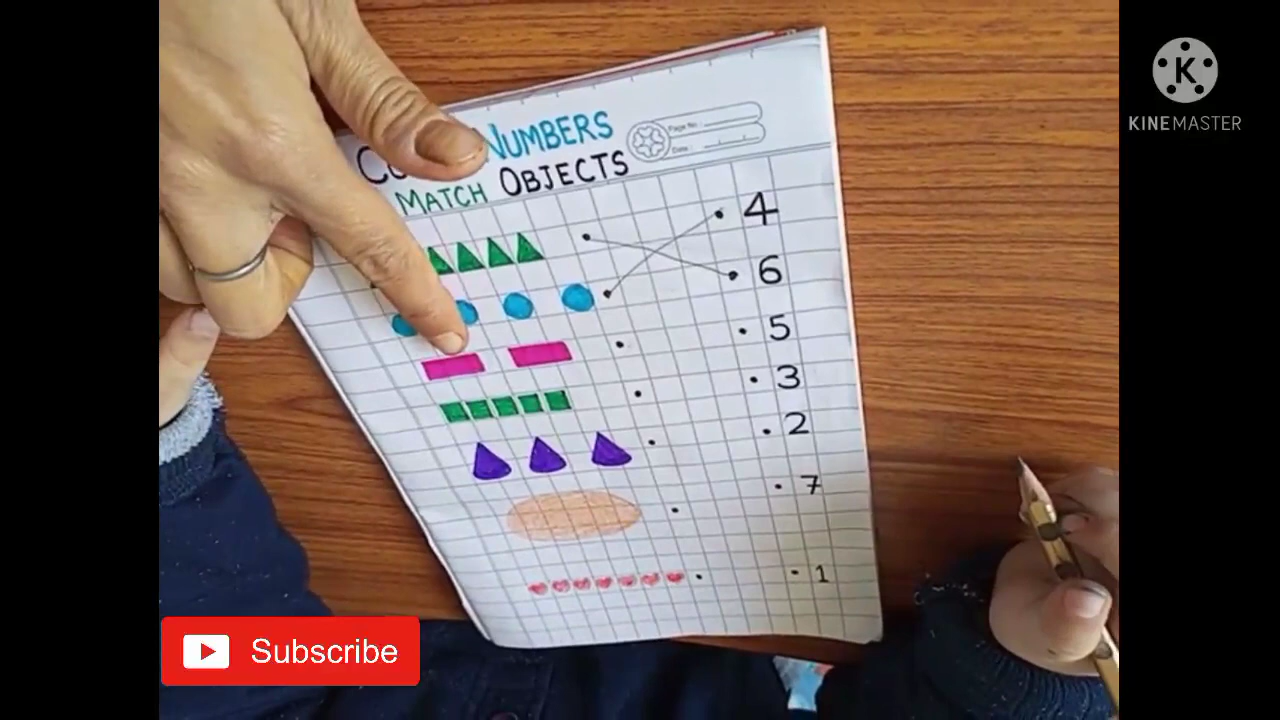 KINEMASTER
NUMBERS
Page No.:
Date:
MATCH OBJECTS
4
6
5
3
2
7
1
Subscribe